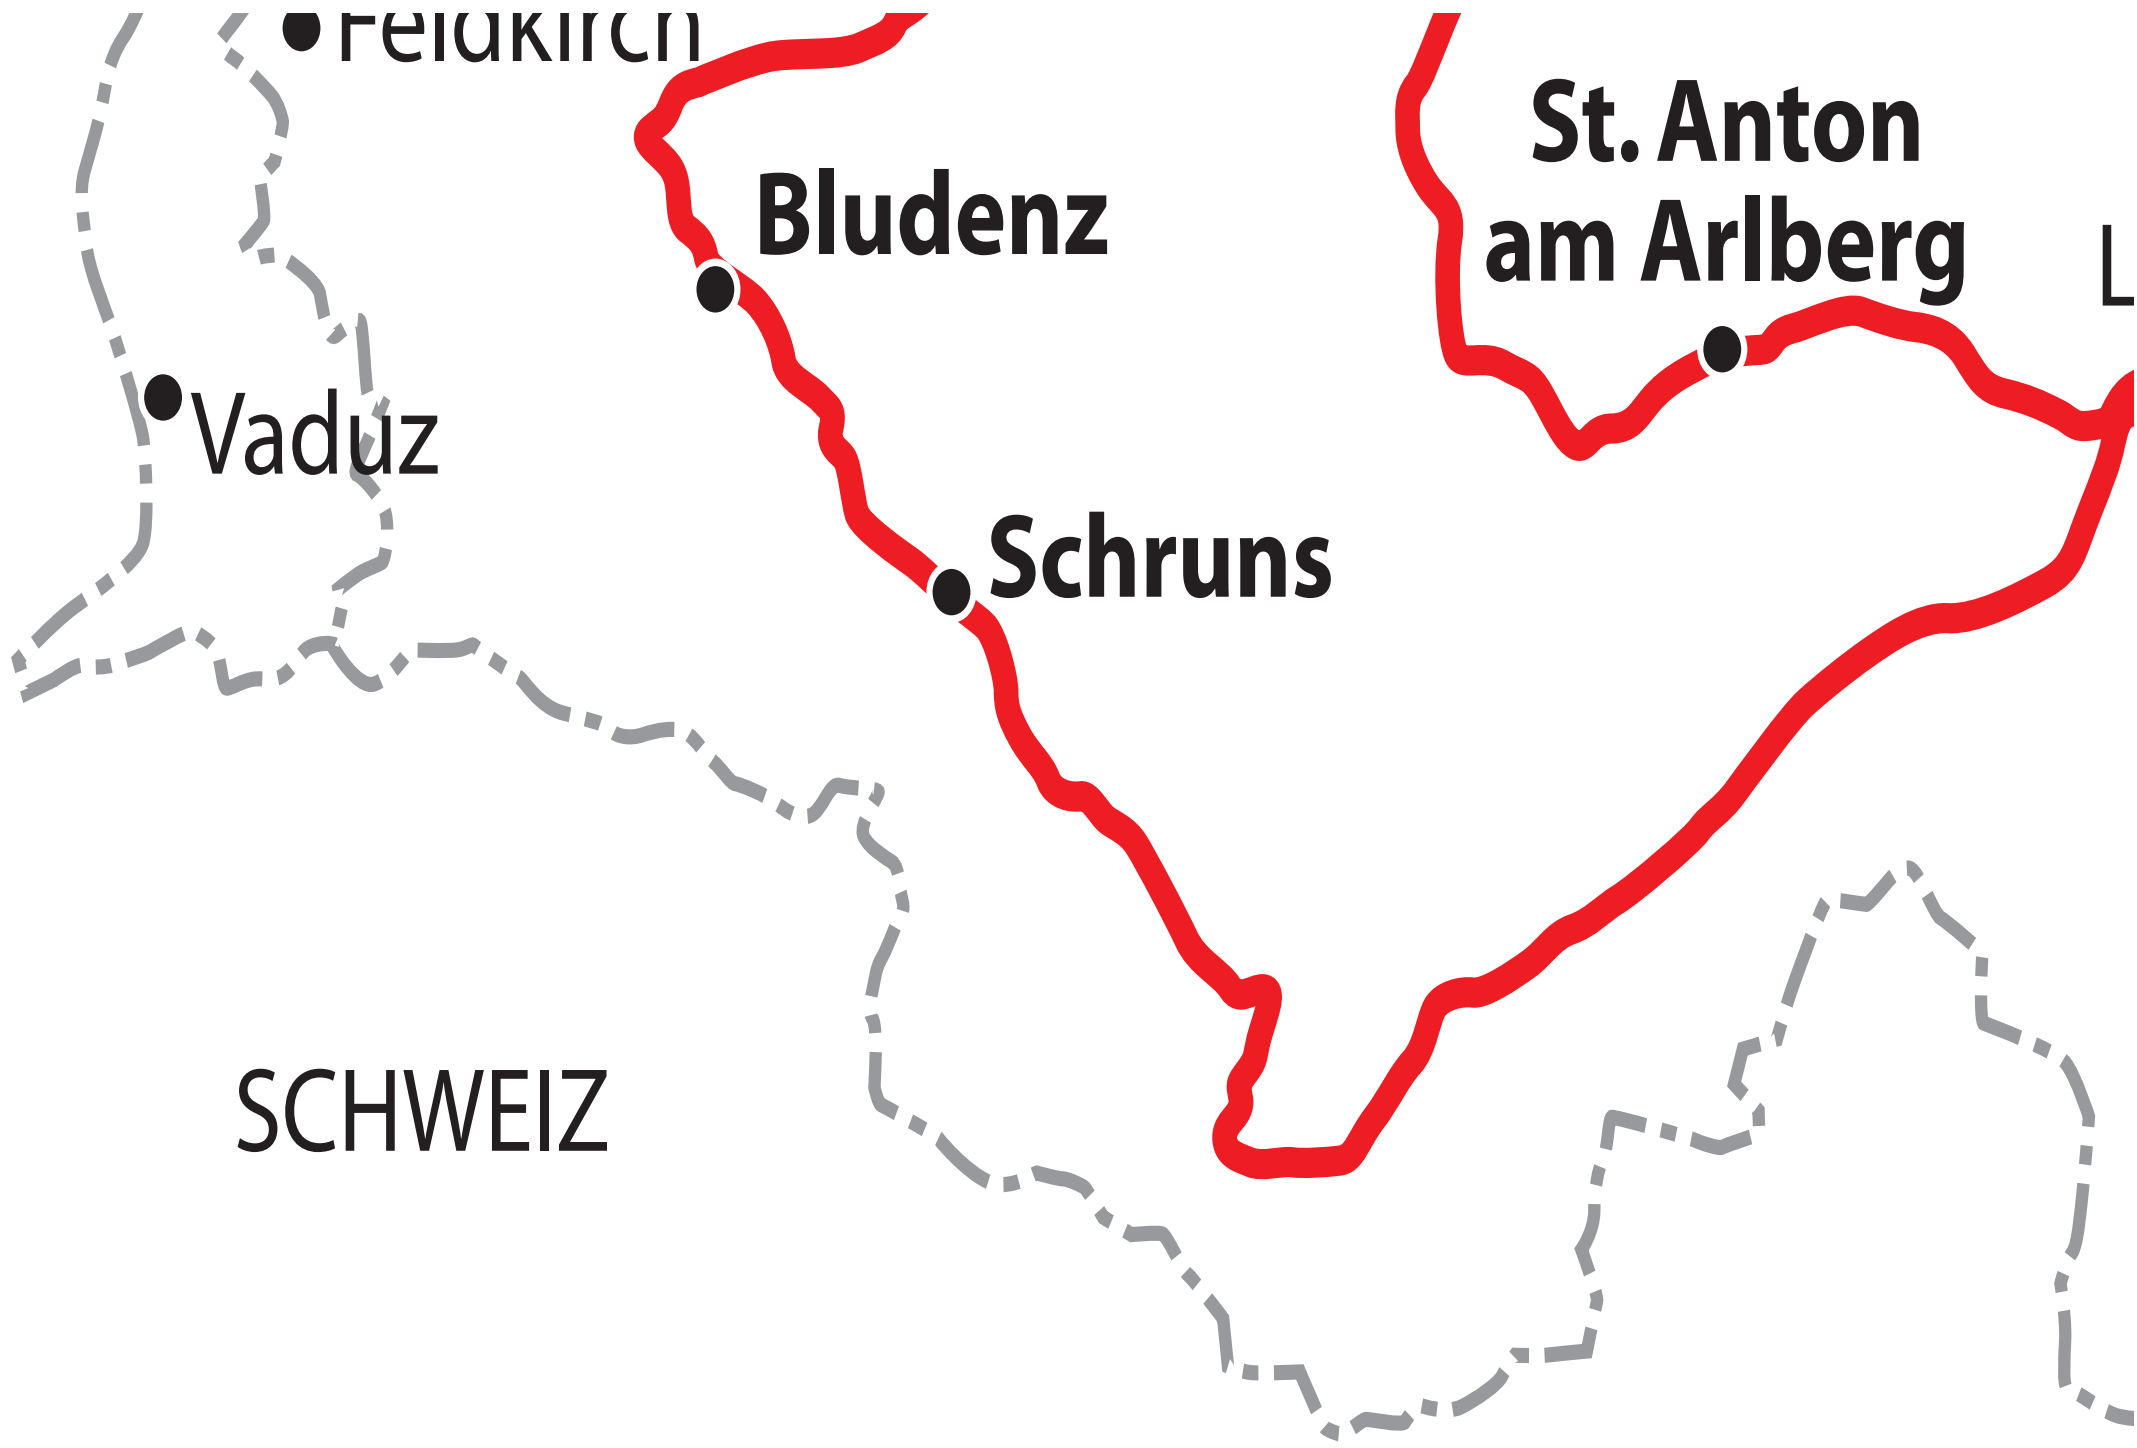 Feldkirch
St. Anton
am Arlberg
Bludenz
Vaduz
Schruns
SCHWEIZ